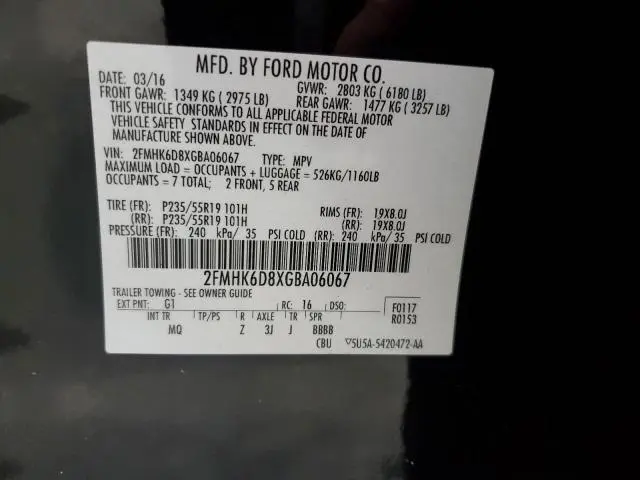 MFD. BY FORD MOTOR CO.
DATE: 03/16 GVWR: 2803 KG ( 6180 LB)
FRONT GAWR: 1349 KG ( 2975 LB) REAR GAWR: 1477 KG ( 3257 LB)
THIS VEHICLE CONFORMS TO ALL APPLICABLE FEDERAL MOTOR
VEHICLE SAFETY STANDARDS IN EFFECT ON THE DATE OF
MANUFACTURE SHOWN ABOVE.
VIN: 2FMHK6D8XGBA06067 TYPE: MPV
MAXIMUM LOAD = OCCUPANTS + LUGGAGE = 526KG/1160LB
OCCUPANTS = 7 TOTAL; 2 FRONT, 5 REAR
TIRE (FR): P235/55R19 101H RIMS (FR): 19X8.0J
(RR): P235/55R19 101H (RR): 19X8.0J
PRESSURE (FR): 240 kPa/ 35 PSI COLD (RR): 240 kPa/ 35 PSI COLD
2FMHK6D8XGBA06067
TRAILER TOWING - SEE OWNER GUIDE
EXT PNT: G1 RC: 16 DSO: F0117
INT TR TP/PS R AXLE TR SPR R0153
MQ Z 3J J BBBB
CBU 5U5A-5420472-AA